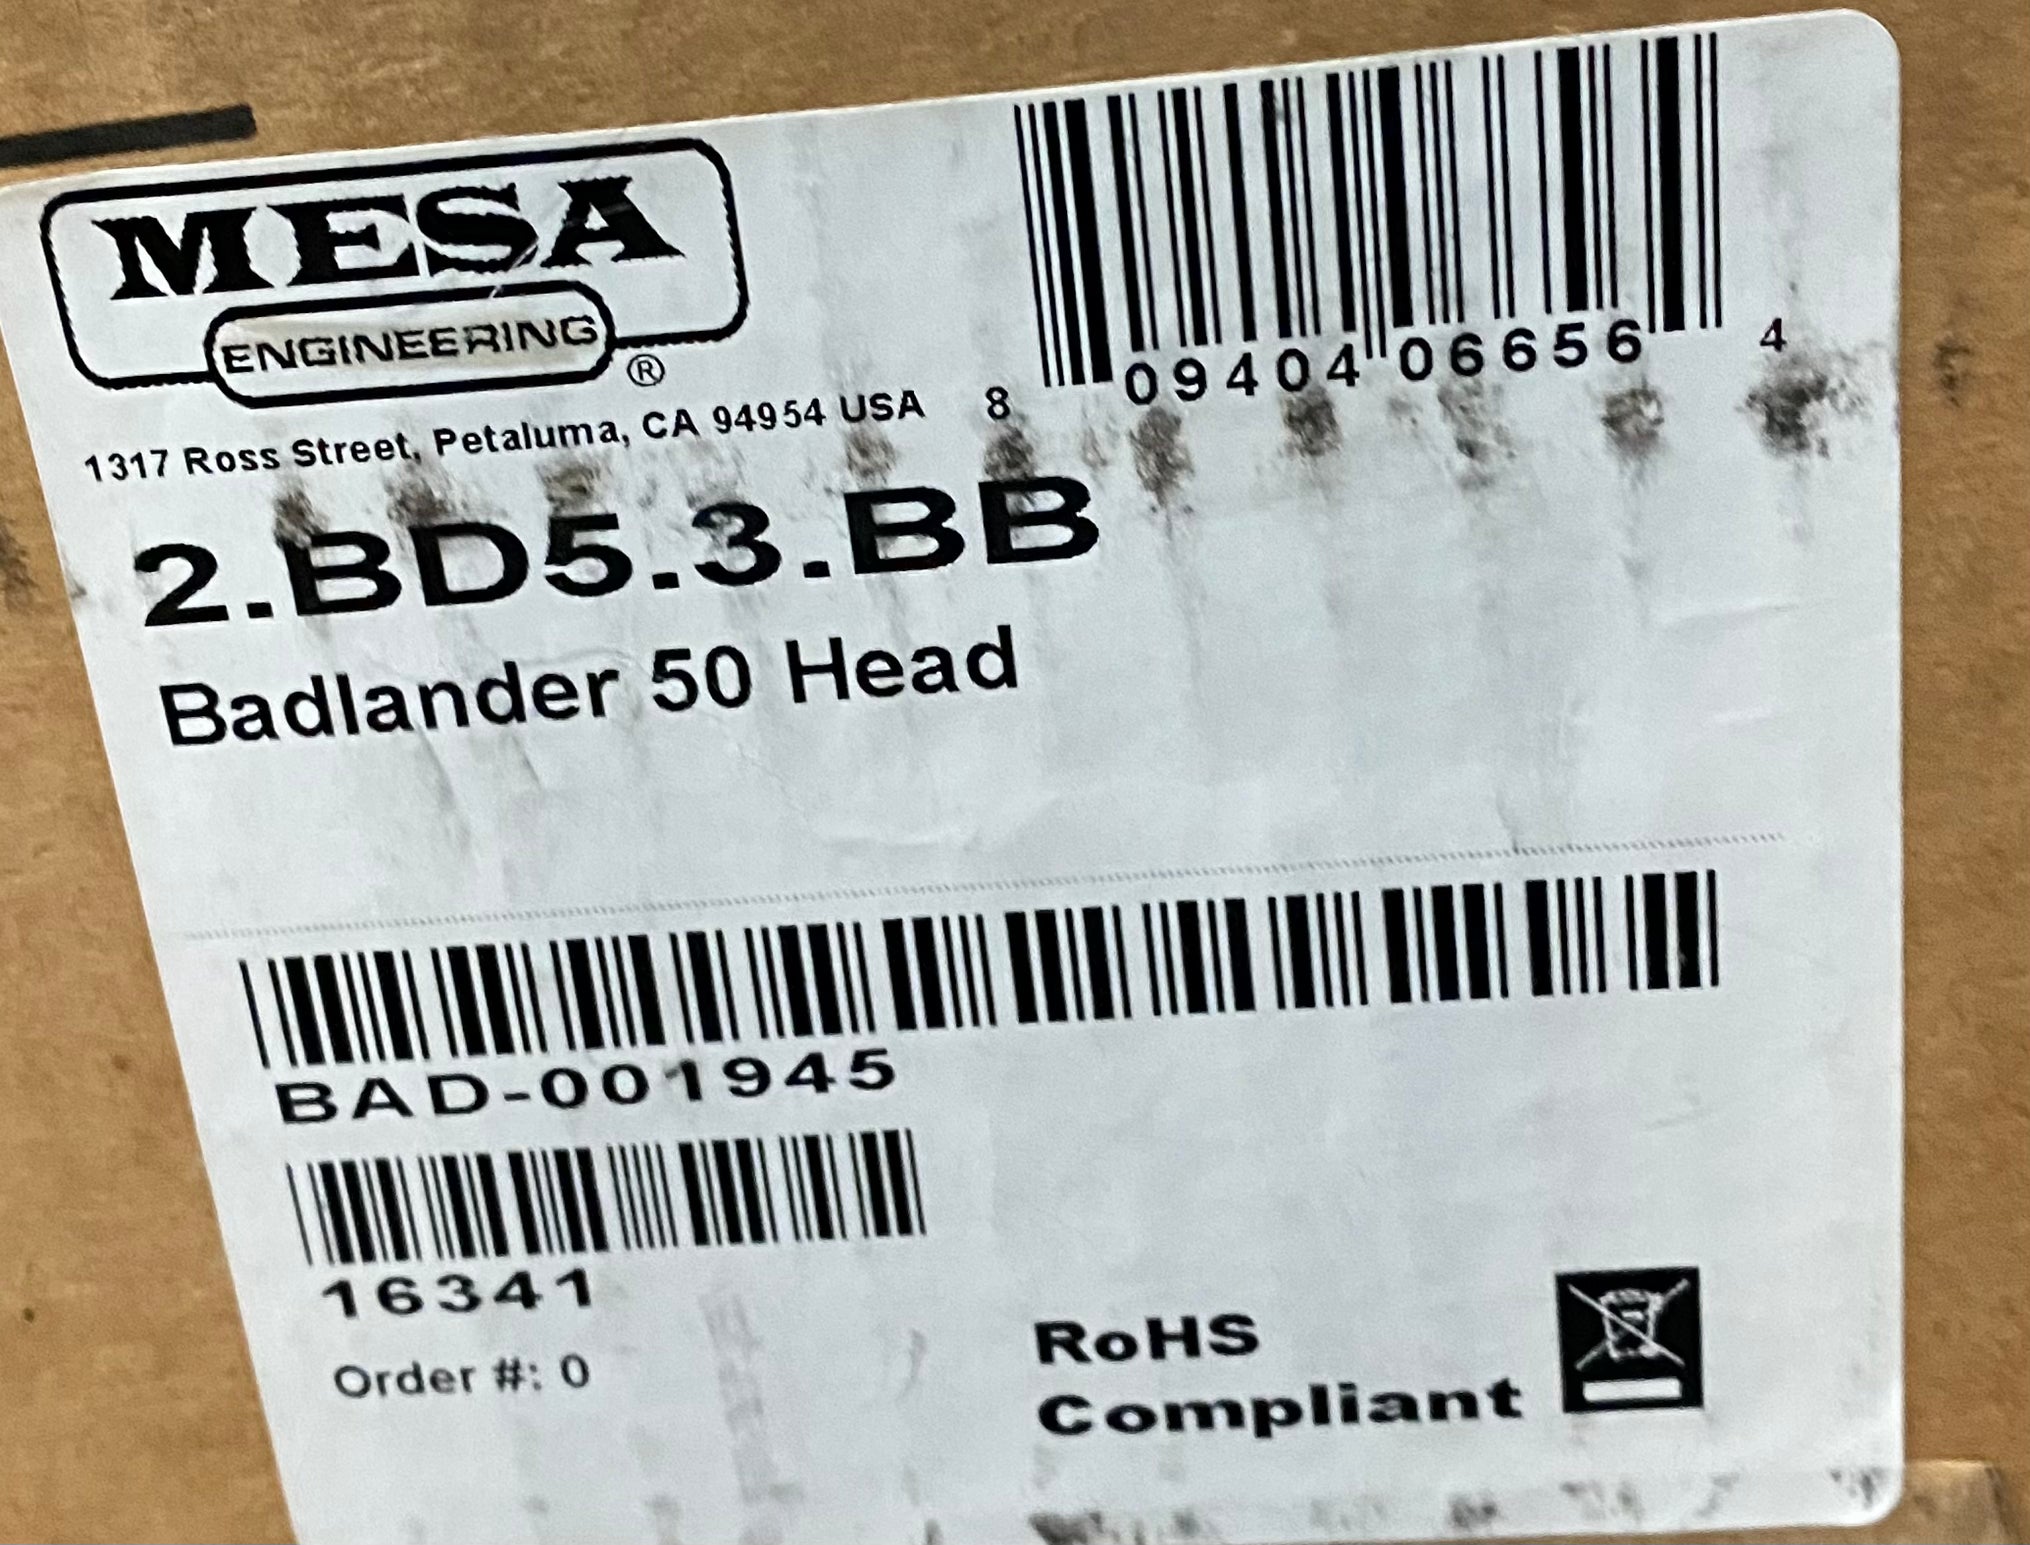 MESA
ENGINEERING®
1317 Ross Street, Petaluma, CA 94954 USA
8 09404 06656 4
2.BD5.3.BB
Badlander 50 Head
BAD-001945
16341
Order #: 0
RoHS
Compliant